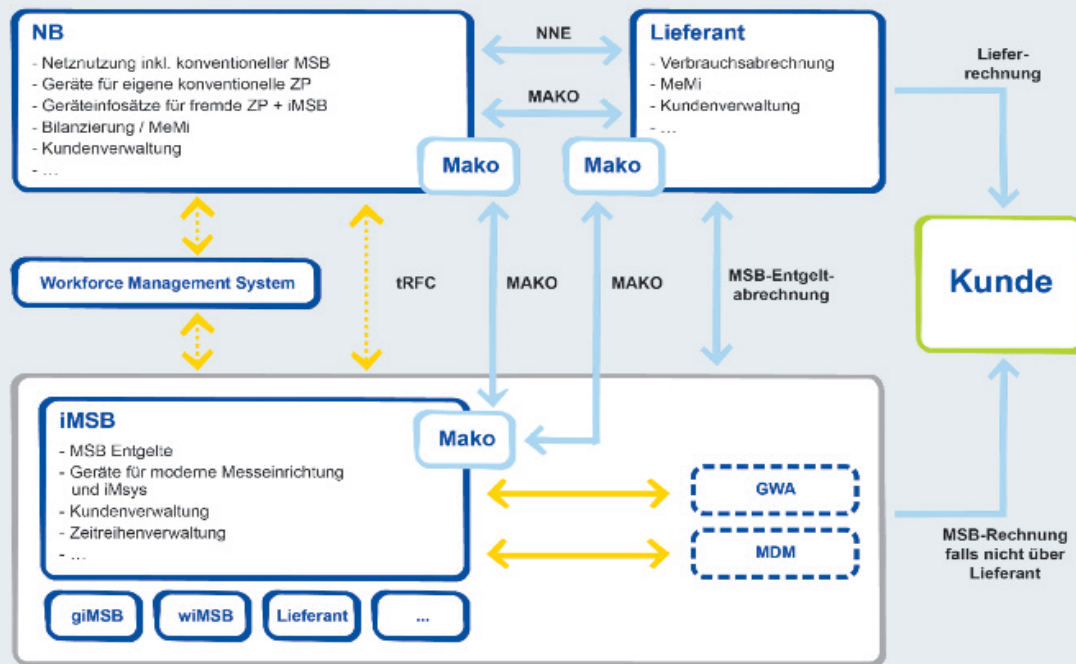 NB
- Netznutzung inkl. konventioneller MSB
- Geräte für eigene konventionelle ZP
- Geräteinfosätze für fremde ZP + iMSB
- Bilanzierung / MeMi
- Kundenverwaltung
- ...
Mako
NNE
MAKO
Lieferant
- Verbrauchsabrechnung
- MeMi
- Kundenverwaltung
- ...
Mako
Liefer-
rechnung
Workforce Management System
tRFC
MAKO
MAKO
MSB-Entgelt-
abrechnung
Kunde
iMSB
- MSB Entgelte
- Geräte für moderne Messeinrichtung
und iMsys
- Kundenverwaltung
- Zeitreihenverwaltung
- ...
Mako
GWA
MDM
MSB-Rechnung
falls nicht über
Lieferant
giMSB
wiMSB
Lieferant
...